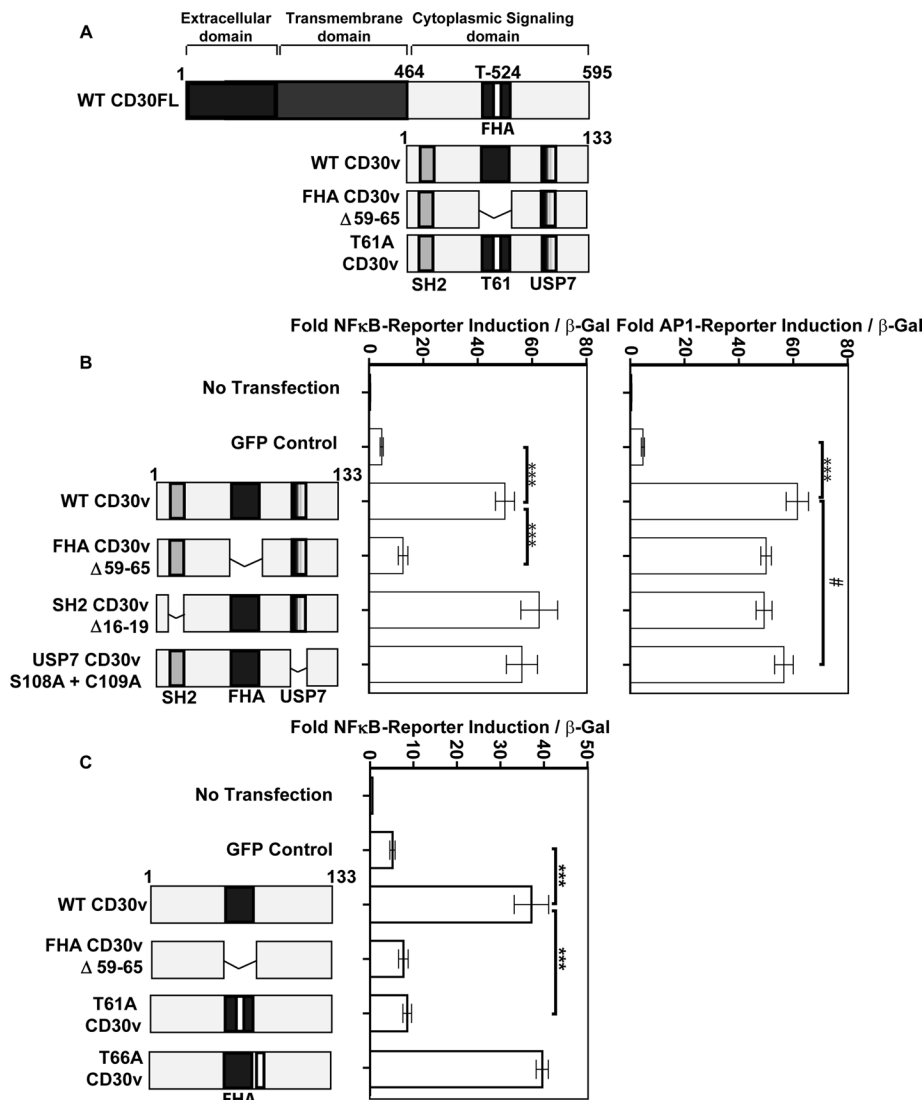 A
Extracellular domain
Transmembrane domain
Cytoplasmic Signaling domain
1
464
T-524
595
WT CD30FL
FHA
1
133
WT CD30v
FHA CD30v
Δ 59-65
T61A
CD30v
SH2
T61
USP7
B
Fold NFκB-Reporter Induction / β-Gal
Fold AP1-Reporter Induction / β-Gal
0
20
40
60
80
0
20
40
60
80
No Transfection
GFP Control
1
133
WT CD30v
FHA CD30v
Δ 59-65
SH2 CD30v
Δ16-19
USP7 CD30v
S108A + C109A
SH2
FHA
USP7
***
***
***
#
C
Fold NFκB-Reporter Induction / β-Gal
0
10
20
30
40
50
No Transfection
GFP Control
1
133
WT CD30v
FHA CD30v
Δ 59-65
T61A
CD30v
T66A
CD30v
FHA
***
***